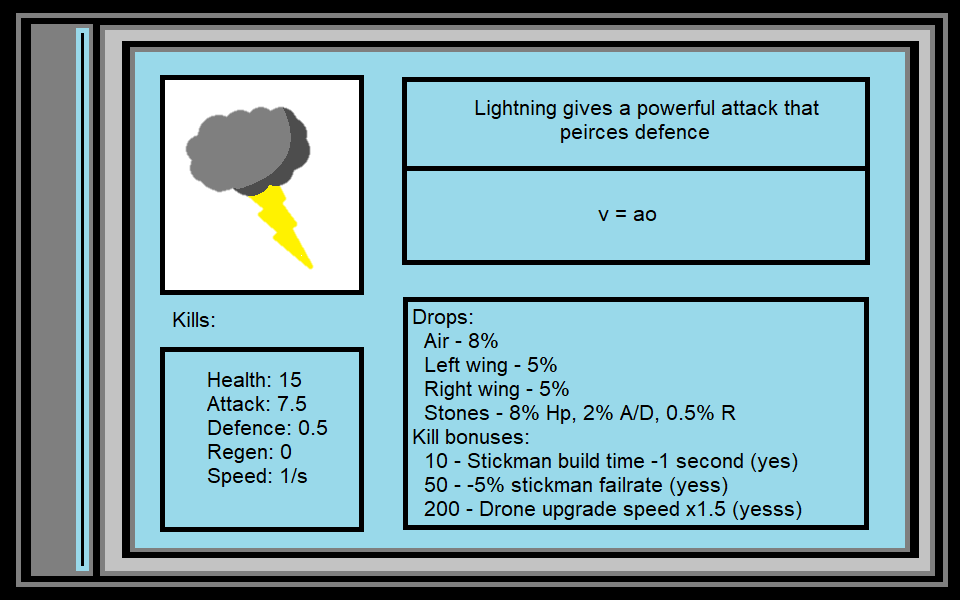 Lightning gives a powerful attack that
peirces defence
v = ao
Kills:
Health: 15
Attack: 7.5
Defence: 0.5
Regen: 0
Speed: 1/s
Drops:
Air - 8%
Left wing - 5%
Right wing - 5%
Stones - 8% Hp, 2% A/D, 0.5% R
Kill bonuses:
10 - Stickman build time -1 second (yes)
50 - -5% stickman failrate (yess)
200 - Drone upgrade speed x1.5 (yesss)